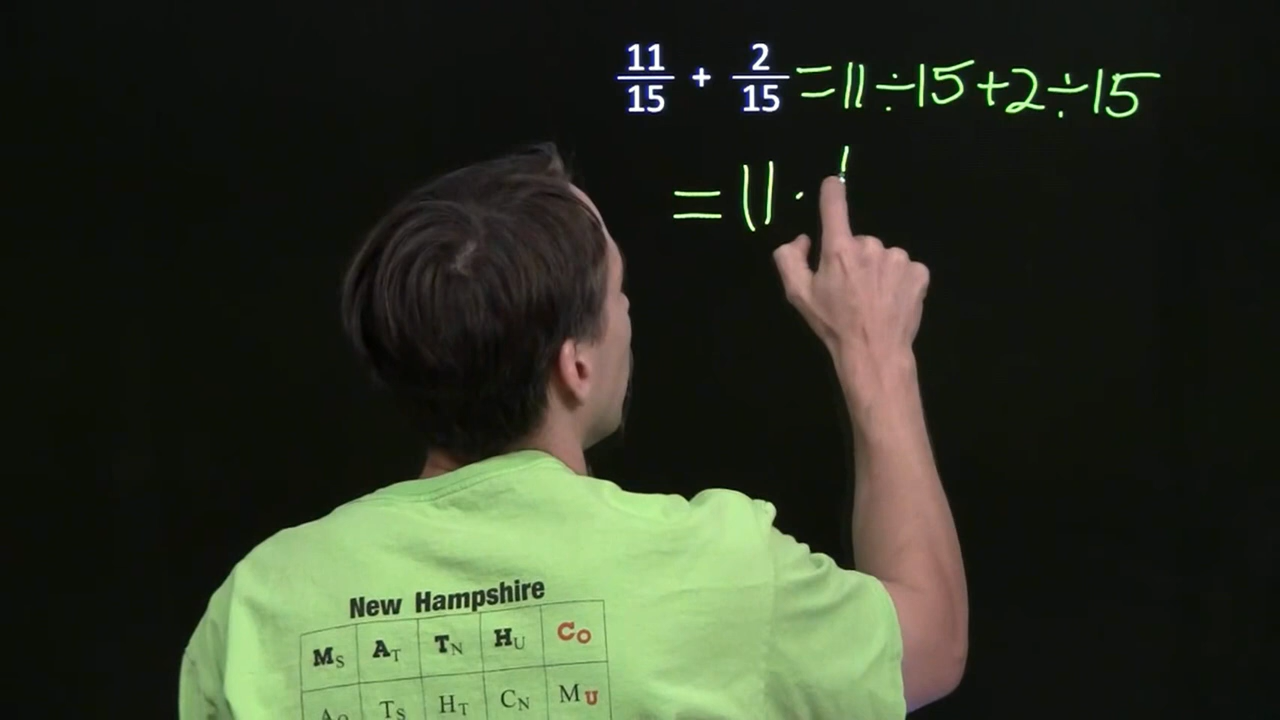 11/15 + 2/15 = 11 ÷ 15 + 2 ÷ 15
= 11 ·
New Hampshire
MS AT TN HU CO
TS HT CN MU